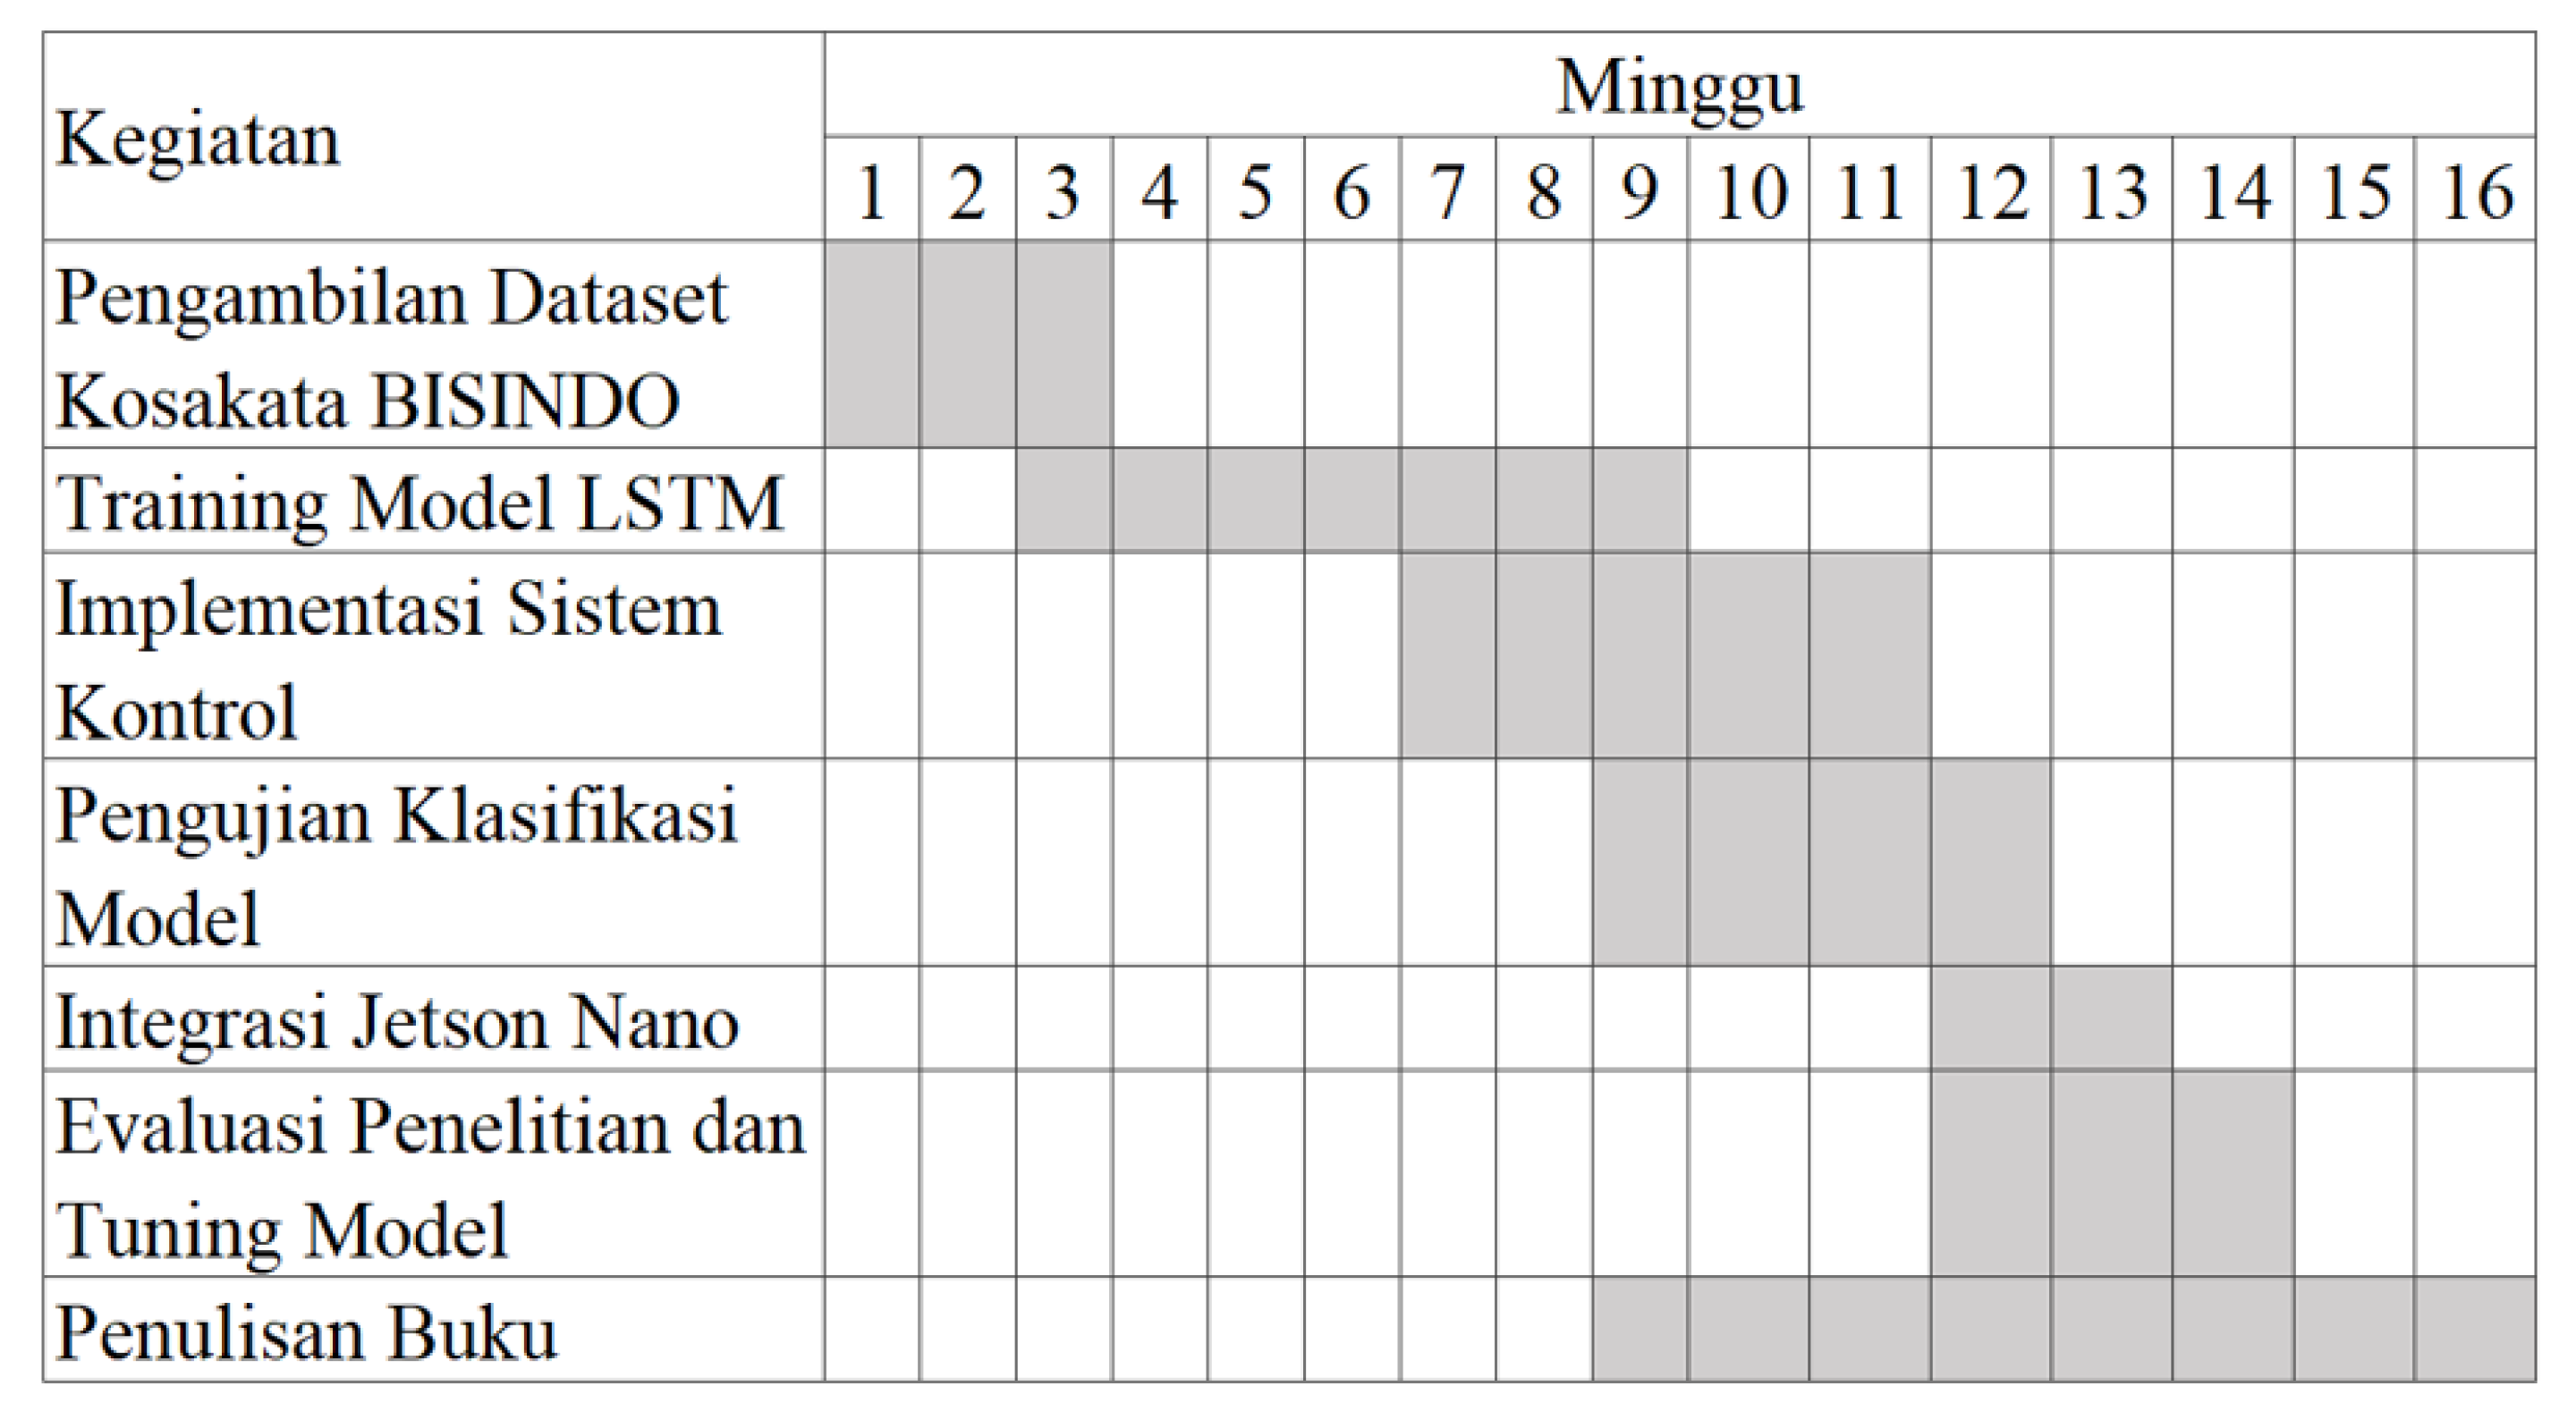 Minggu
Kegiatan
1 2 3 4 5 6 7 8 9 10 11 12 13 14 15 16
Pengambilan Dataset
Kosakata BISINDO
Training Model LSTM
Implementasi Sistem
Kontrol
Pengujian Klasifikasi
Model
Integrasi Jetson Nano
Evaluasi Penelitian dan
Tuning Model
Penulisan Buku